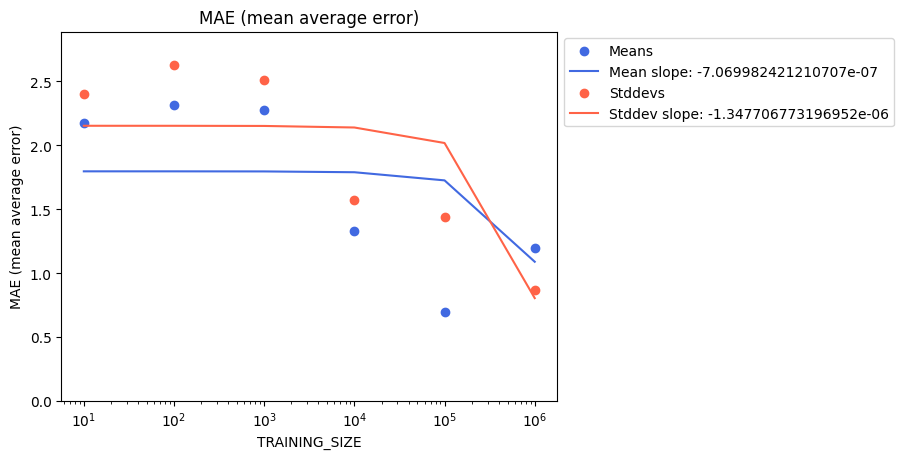 MAE (mean average error)
Means
Mean slope: -7.069982421210707e-07
Stddevs
Stddev slope: -1.347706773196952e-06
MAE (mean average error)
2.5
2.0
1.5
1.0
0.5
0.0
10¹ 10² 10³ 10⁴ 10⁵ 10⁶
TRAINING_SIZE